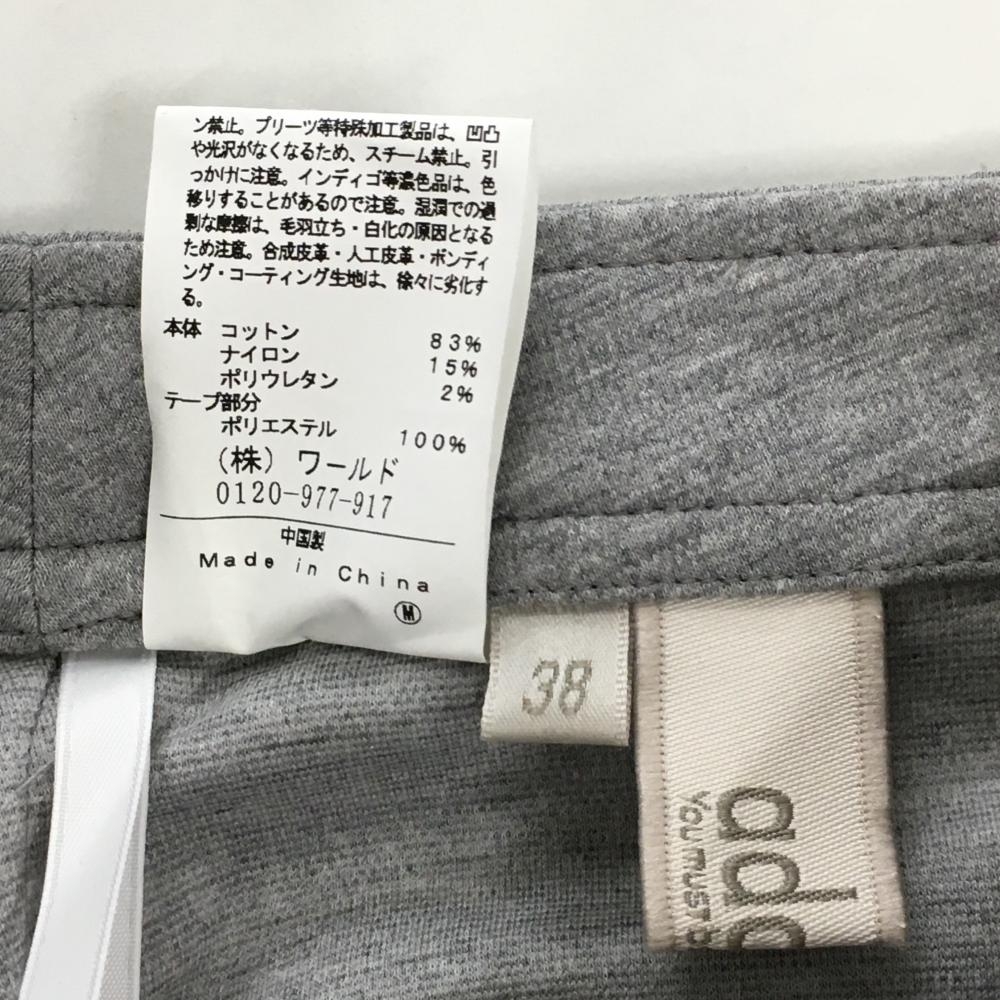 ン禁止。プリーツ等特殊加工製品は、凹凸
や光沢がなくなるため、スチーム禁止。引
っかけに注意。インディゴ等濃色品は、色
移りすることがあるので注意。湿潤での過
剰な摩擦は、毛羽立ち・白化の原因となる
ため注意。合成皮革・人工皮革・ボンディ
ング・コーティング生地は、徐々に劣化す
る。
本体 コットン 83%
ナイロン 15%
ポリウレタン 2%
テープ部分
ポリエステル 100%
(株) ワールド
0120-977-917
中国製
Made in China
M
38
YOU MUST